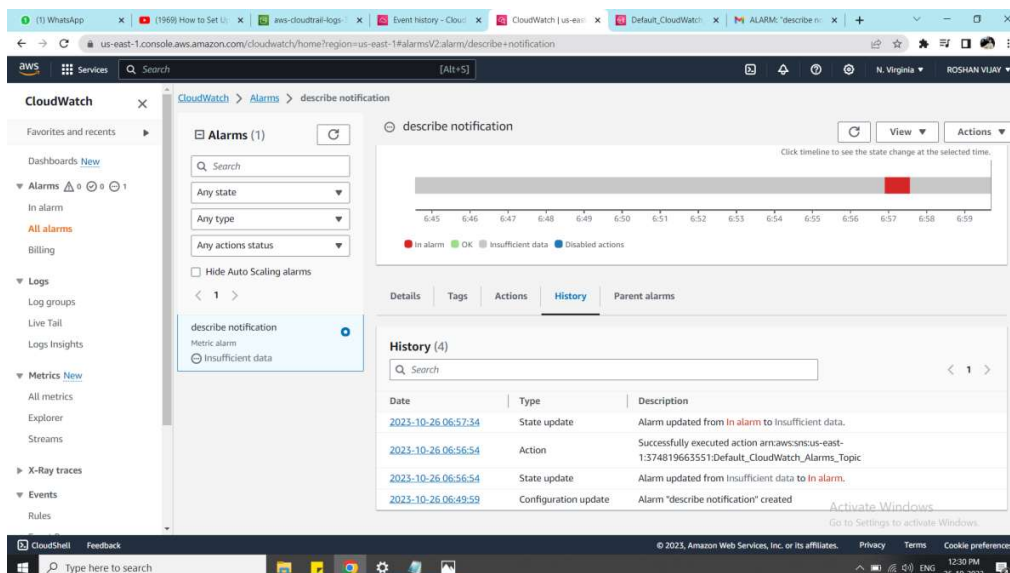 (1) WhatsApp
(1969) How to Set U
aws-cloudtrail-logs-
Event history - Cloud
CloudWatch | us-eas
Default_CloudWatch
ALARM: "describe no
us-east-1.console.aws.amazon.com/cloudwatch/home?region=us-east-1#alarmsV2:alarm/describe+notification
aws Services Search [Alt+S] N. Virginia ROSHAN VIJAY
CloudWatch
Favorites and recents
Dashboards New
Alarms 0 0 1
In alarm
All alarms
Billing
Logs
Log groups
Live Tail
Logs Insights
Metrics New
All metrics
Explorer
Streams
X-Ray traces
Events
Rules
CloudWatch > Alarms > describe notification
Alarms (1)
Search
Any state
Any type
Any actions status
Hide Auto Scaling alarms
< 1 >
describe notification
Metric alarm
Insufficient data
describe notification
View Actions
Click timeline to see the state change at the selected time.
6:45 6:46 6:47 6:48 6:49 6:50 6:51 6:52 6:53 6:54 6:55 6:56 6:57 6:58 6:59
In alarm OK Insufficient data Disabled actions
Details Tags Actions History Parent alarms
History (4)
Search
< 1 >
Date Type Description
2023-10-26 06:57:34 State update Alarm updated from In alarm to Insufficient data.
2023-10-26 06:56:54 Action Successfully executed action arn:aws:sns:us-east-
1:374819663551:Default_CloudWatch_Alarms_Topic
2023-10-26 06:56:54 State update Alarm updated from Insufficient data to In alarm.
2023-10-26 06:49:59 Configuration update Alarm "describe notification" created
Activate Windows
Go to Settings to activate Windows.
CloudShell Feedback © 2023, Amazon Web Services, Inc. or its affiliates. Privacy Terms Cookie preferences
Type here to search
ENG
12:30 PM